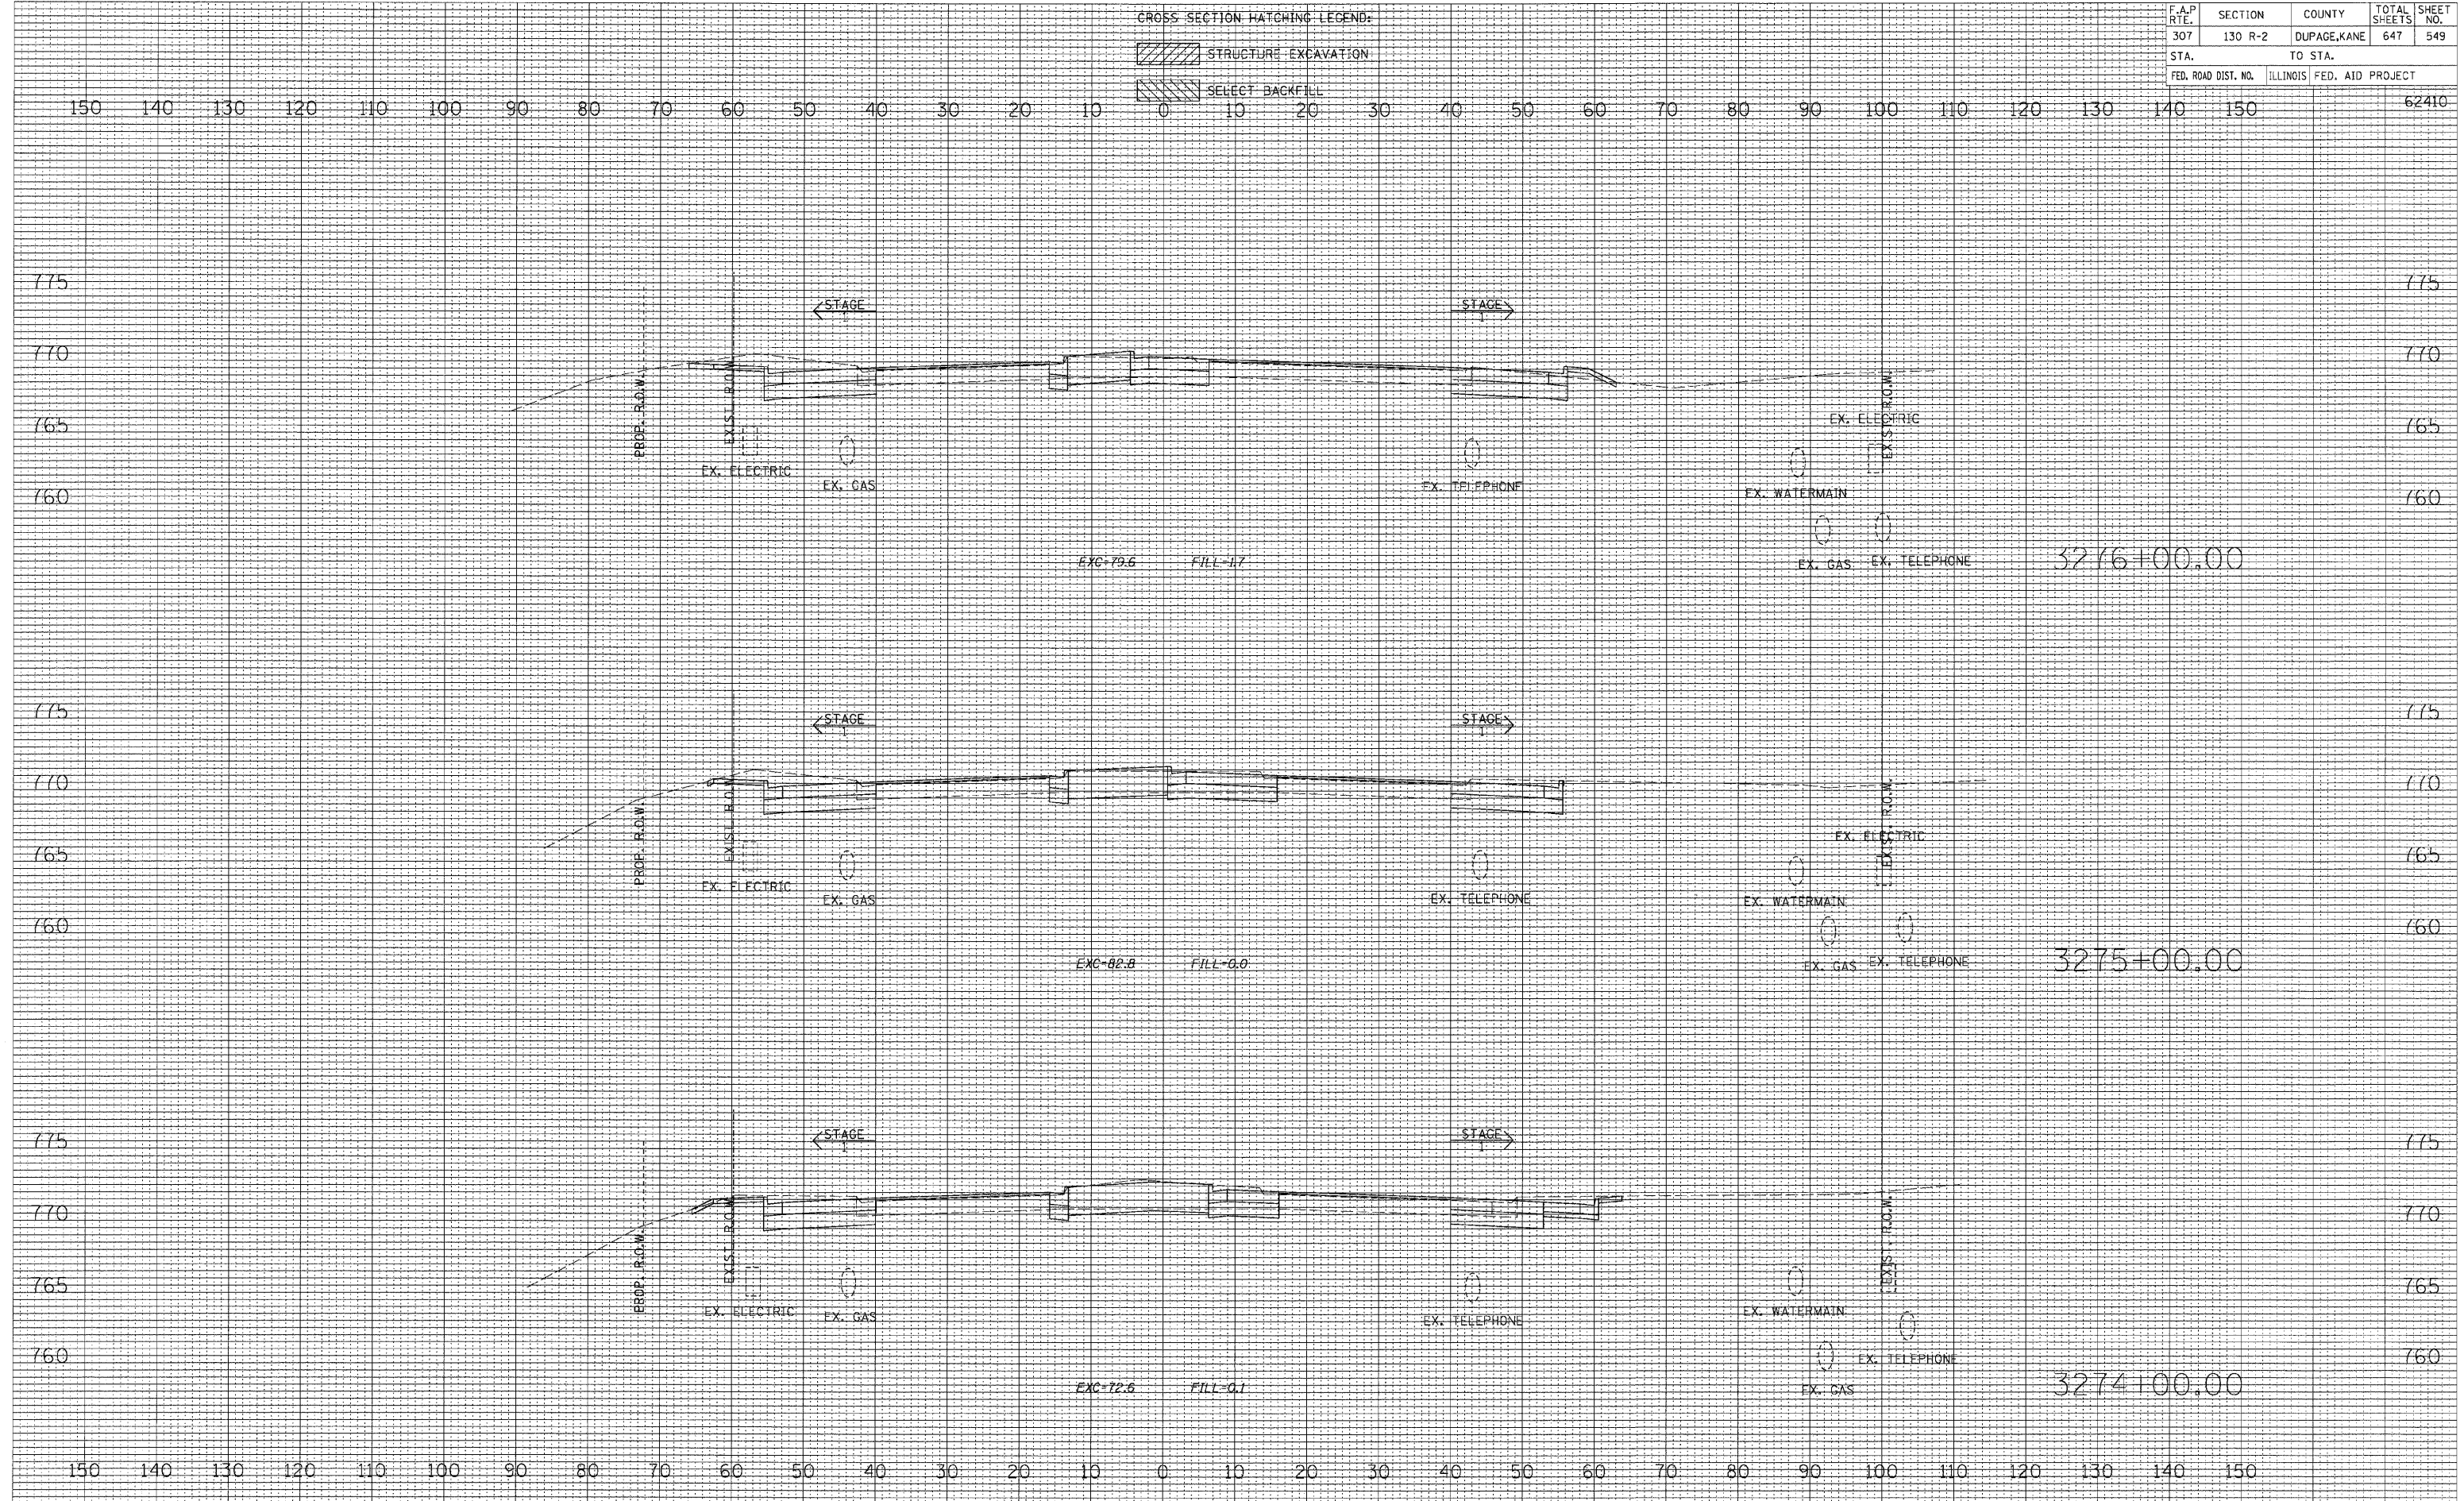 CROSS SECTION HATCHING LEGEND:
STRUCTURE EXCAVATION
SELECT BACKFILL
F.A.P. RTE. SECTION COUNTY TOTAL SHEETS SHEET NO.
307 130 R-2 DUPAGE,KANE 647 549
STA. TO STA.
FED. ROAD DIST. NO. ILLINOIS FED. AID PROJECT
62410
150 140 130 120 110 100 90 80 70 60 50 40 30 20 10 0 10 20 30 40 50 60 70 80 90 100 110 120 130 140 150
775 775
STAGE 1 STAGE 1
770 770
PROP. R.O.W. EXIST. R.O.W. EXIST. R.O.W.
765 765
EX. ELECTRIC
EX. ELECTRIC
EX. GAS EX. TELEPHONE
EX. WATERMAIN
760 760
EXC=79.6 FILL=1.7
EX. GAS EX. TELEPHONE
3276+00.00
775 775
STAGE 1 STAGE 1
770 770
PROP. R.O.W. EXIST. R.O.W. EXIST. R.O.W.
EX. ELECTRIC
765 765
EX. ELECTRIC
EX. GAS EX. TELEPHONE
EX. WATERMAIN
760 760
EXC=82.8 FILL=0.0
EX. GAS EX. TELEPHONE
3275+00.00
775 775
STAGE 1 STAGE 1
770 770
PROP. R.O.W. EXIST. R.O.W. EXIST. R.O.W.
765 765
EX. ELECTRIC EX. GAS
EX. TELEPHONE
EX. WATERMAIN
760 760
EX. TELEPHONE
EXC=72.6 FILL=0.1
EX. GAS
3274+00.00
150 140 130 120 110 100 90 80 70 60 50 40 30 20 10 0 10 20 30 40 50 60 70 80 90 100 110 120 130 140 150